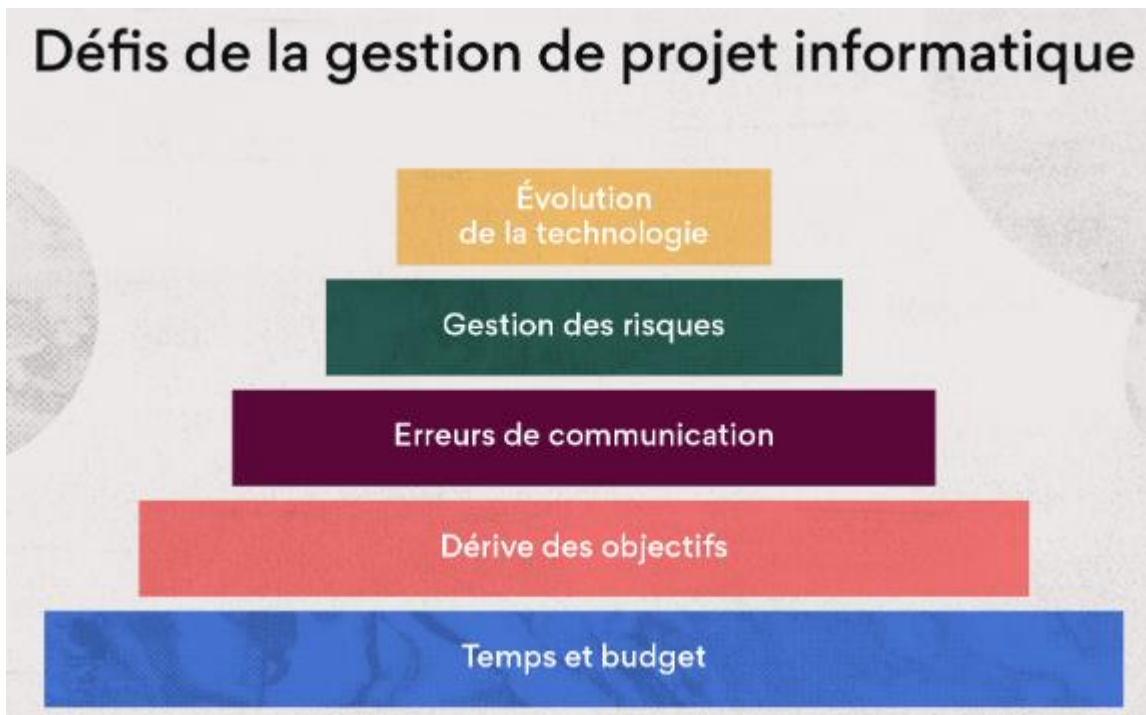 Défis de la gestion de projet informatique
Évolution
de la technologie
Gestion des risques
Erreurs de communication
Dérive des objectifs
Temps et budget